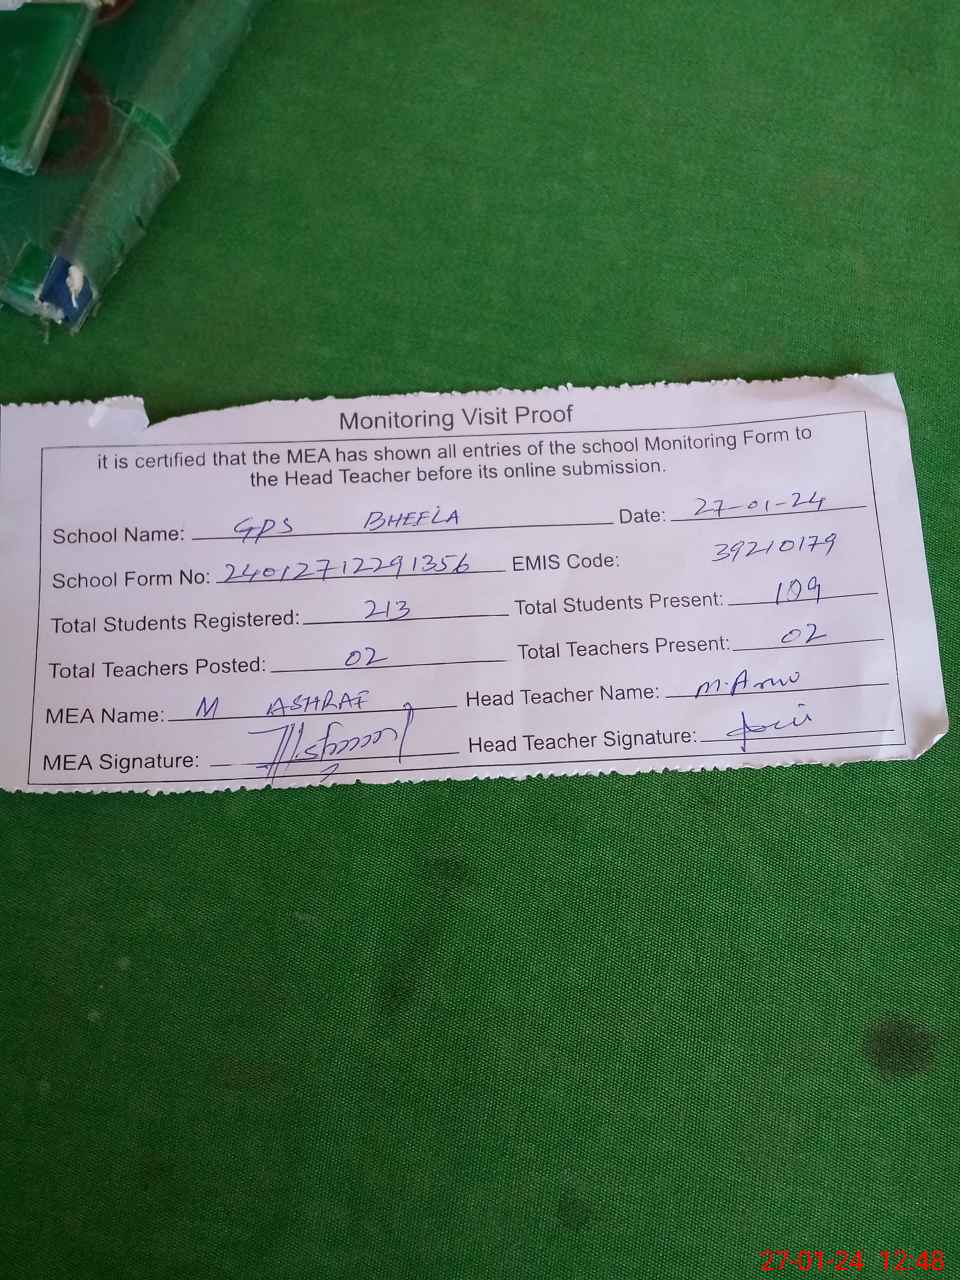 Monitoring Visit Proof
it is certified that the MEA has shown all entries of the school Monitoring Form to
the Head Teacher before its online submission.
School Name: GPS BHEELA Date: 27-01-24
School Form No: 24012712291356 EMIS Code: 39210179
Total Students Registered: 213 Total Students Present: 109
Total Teachers Posted: 02 Total Teachers Present: 02
MEA Name: M ASHRAF Head Teacher Name: M.
MEA Signature: Head Teacher Signature:
27-01-24 12:48